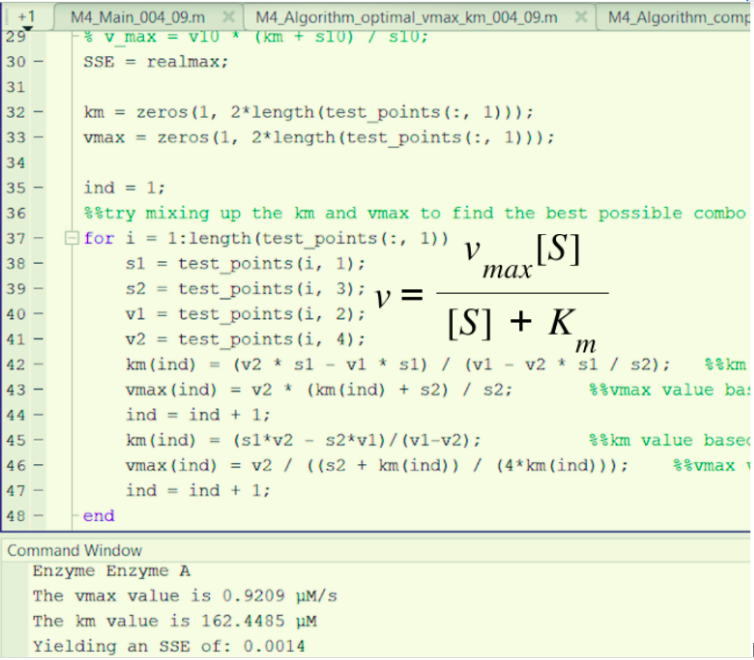 +1 M4_Main_004_09.m × M4_Algorithm_optimal_vmax_km_004_09.m × M4_Algorithm_comp
29 % v_max = v10 * (km + s10) / s10;
30 – SSE = realmax;
31
32 – km = zeros(1, 2*length(test_points(:, 1)));
33 – vmax = zeros(1, 2*length(test_points(:, 1)));
34
35 – ind = 1;
36 %%try mixing up the km and vmax to find the best possible combo
37 – for i = 1:length(test_points(:, 1))
38 – s1 = test_points(i, 1);
39 – s2 = test_points(i, 3);
40 – v1 = test_points(i, 2);
41 – v2 = test_points(i, 4);
v = v_max[S] / [S] + K_m
42 – km(ind) = (v2 * s1 - v1 * s1) / (v1 - v2 * s1 / s2); %%km
43 – vmax(ind) = v2 * (km(ind) + s2) / s2; %%vmax value bas
44 – ind = ind + 1;
45 – km(ind) = (s1*v2 - s2*v1)/(v1-v2); %%km value based
46 – vmax(ind) = v2 / ((s2 + km(ind)) / (4*km(ind))); %%vmax v
47 – ind = ind + 1;
48 – end
Command Window
Enzyme Enzyme A
The vmax value is 0.9209 µM/s
The km value is 162.4485 µM
Yielding an SSE of: 0.0014